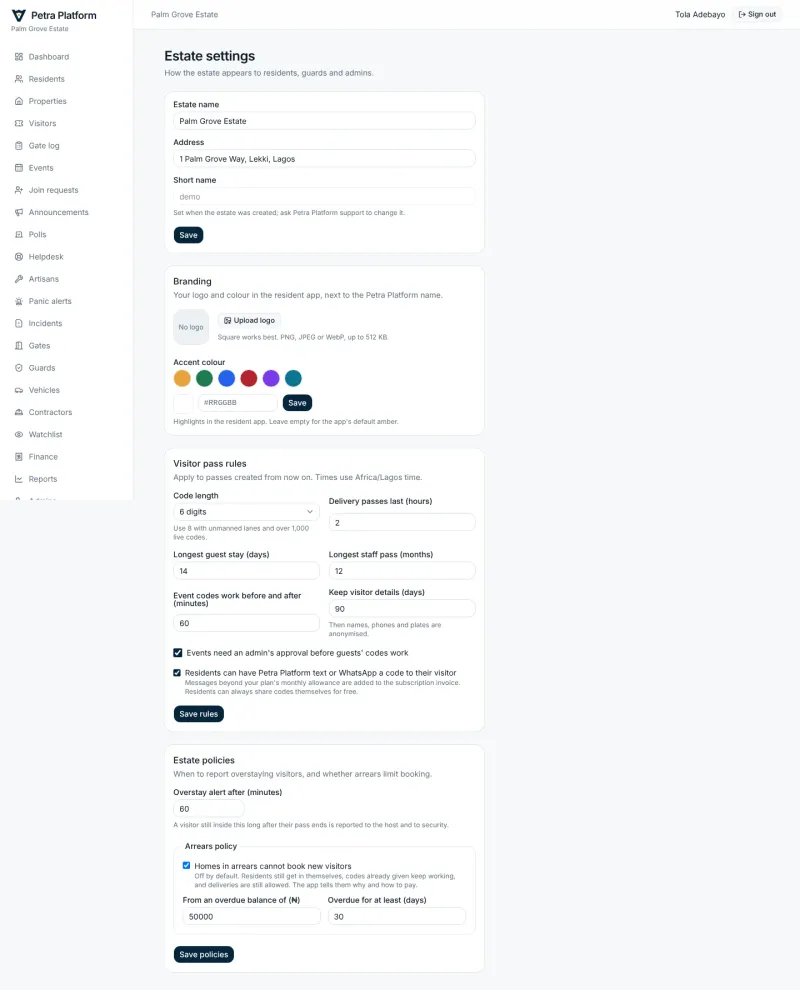 Petra Platform
Palm Grove Estate
Palm Grove Estate
Tola Adebayo
Sign out
Dashboard
Residents
Properties
Visitors
Gate log
Events
Join requests
Announcements
Polls
Helpdesk
Artisans
Panic alerts
Incidents
Gates
Guards
Vehicles
Contractors
Watchlist
Finance
Reports
Estate settings
How the estate appears to residents, guards and admins.
Estate name
Palm Grove Estate
Address
1 Palm Grove Way, Lekki, Lagos
Short name
demo
Set when the estate was created; ask Petra Platform support to change it.
Save
Branding
Your logo and colour in the resident app, next to the Petra Platform name.
No logo
Upload logo
Square works best. PNG, JPEG or WebP, up to 512 KB.
Accent colour
#RRGGBB
Save
Highlights in the resident app. Leave empty for the app's default amber.
Visitor pass rules
Apply to passes created from now on. Times use Africa/Lagos time.
Code length
6 digits
Use 8 with unmanned lanes and over 1,000
live codes.
Delivery passes last (hours)
2
Longest guest stay (days)
14
Longest staff pass (months)
12
Event codes work before and after
(minutes)
60
Keep visitor details (days)
90
Then names, phones and plates are
anonymised.
Events need an admin's approval before guests' codes work
Residents can have Petra Platform text or WhatsApp a code to their visitor
Messages beyond your plan's monthly allowance are added to the subscription invoice.
Residents can always share codes themselves for free.
Save rules
Estate policies
When to report overstaying visitors, and whether arrears limit booking.
Overstay alert after (minutes)
60
A visitor still inside this long after their pass ends is reported to the host and to security.
Arrears policy
Homes in arrears cannot book new visitors
Off by default. Residents still get in themselves, codes already given keep working,
and deliveries are still allowed. The app tells them why and how to pay.
From an overdue balance of (₦)
50000
Overdue for at least (days)
30
Save policies